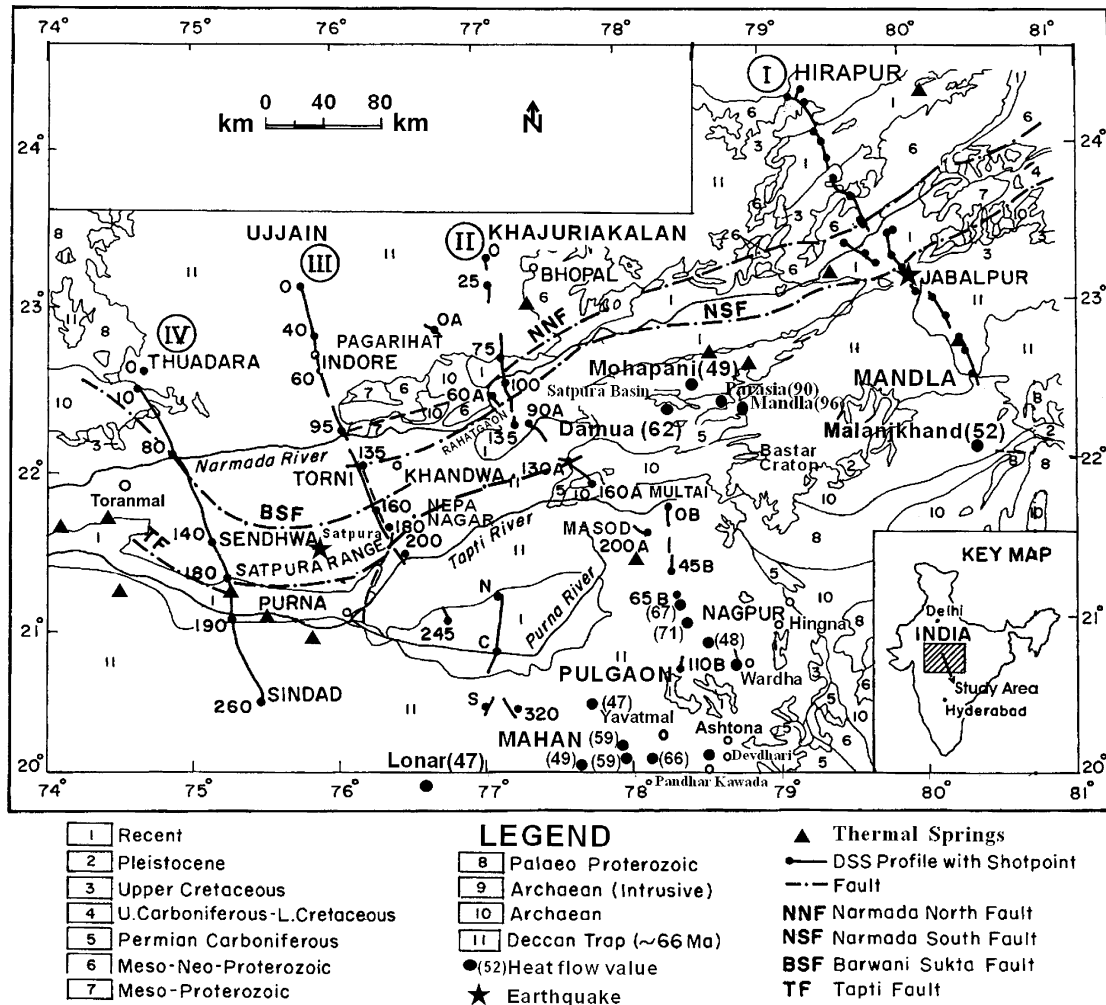 74° 75° 76° 77° 78° 79° 80° 81°
I HIRAPUR
0 40 80
km km
N
24° 24°
UJJAIN
II KHAJURIAKALAN
III
0
BHOPAL
25
JABALPUR
23° 23°
IV
0A
NNF
NSF
40
PAGARIHAT
THUADARA
0
INDORE
75
Mohapani(49)
MANDLA
10
60
100
Satpura Basin
Parasia(90)
60A
90A
Mandla(96)
95
RAHATGAON
135
Damua (62)
Malanjkhand(52)
80
Narmada River
135
130A
Bastar
Craton
22° 22°
TORNI
KHANDWA
160A
MULTAI
Toranmal
BSF
160
NEPA
NAGAR
0B
180
MASOD
140
SENDHWA
Satpura
200
Tapti River
200A
TF
SATPURA RANGE
45B
KEY MAP
180
N
65B
(67)
NAGPUR
Delhi
21° 21°
PURNA
190
245
Purna River
(71)
Hingna
INDIA
C
(48)
PULGAON
110B
Wardha
Study Area
Hyderabad
260
SINDAD
S
320
(47)
Yavatmal
Ashtona
MAHAN
(59)
Devdhari
20° 20°
Lonar(47)
(49)
(59)
(66)
Pandhar Kawada
74° 75° 76° 77° 78° 79° 80° 81°
LEGEND
1 Recent
2 Pleistocene
3 Upper Cretaceous
4 U.Carboniferous-L.Cretaceous
5 Permian Carboniferous
6 Meso-Neo-Proterozoic
7 Meso-Proterozoic
8 Palaeo Proterozoic
9 Archaean (Intrusive)
10 Archaean
11 Deccan Trap (~66 Ma)
(52) Heat flow value
Earthquake
Thermal Springs
DSS Profile with Shotpoint
Fault
NNF Narmada North Fault
NSF Narmada South Fault
BSF Barwani Sukta Fault
TF Tapti Fault